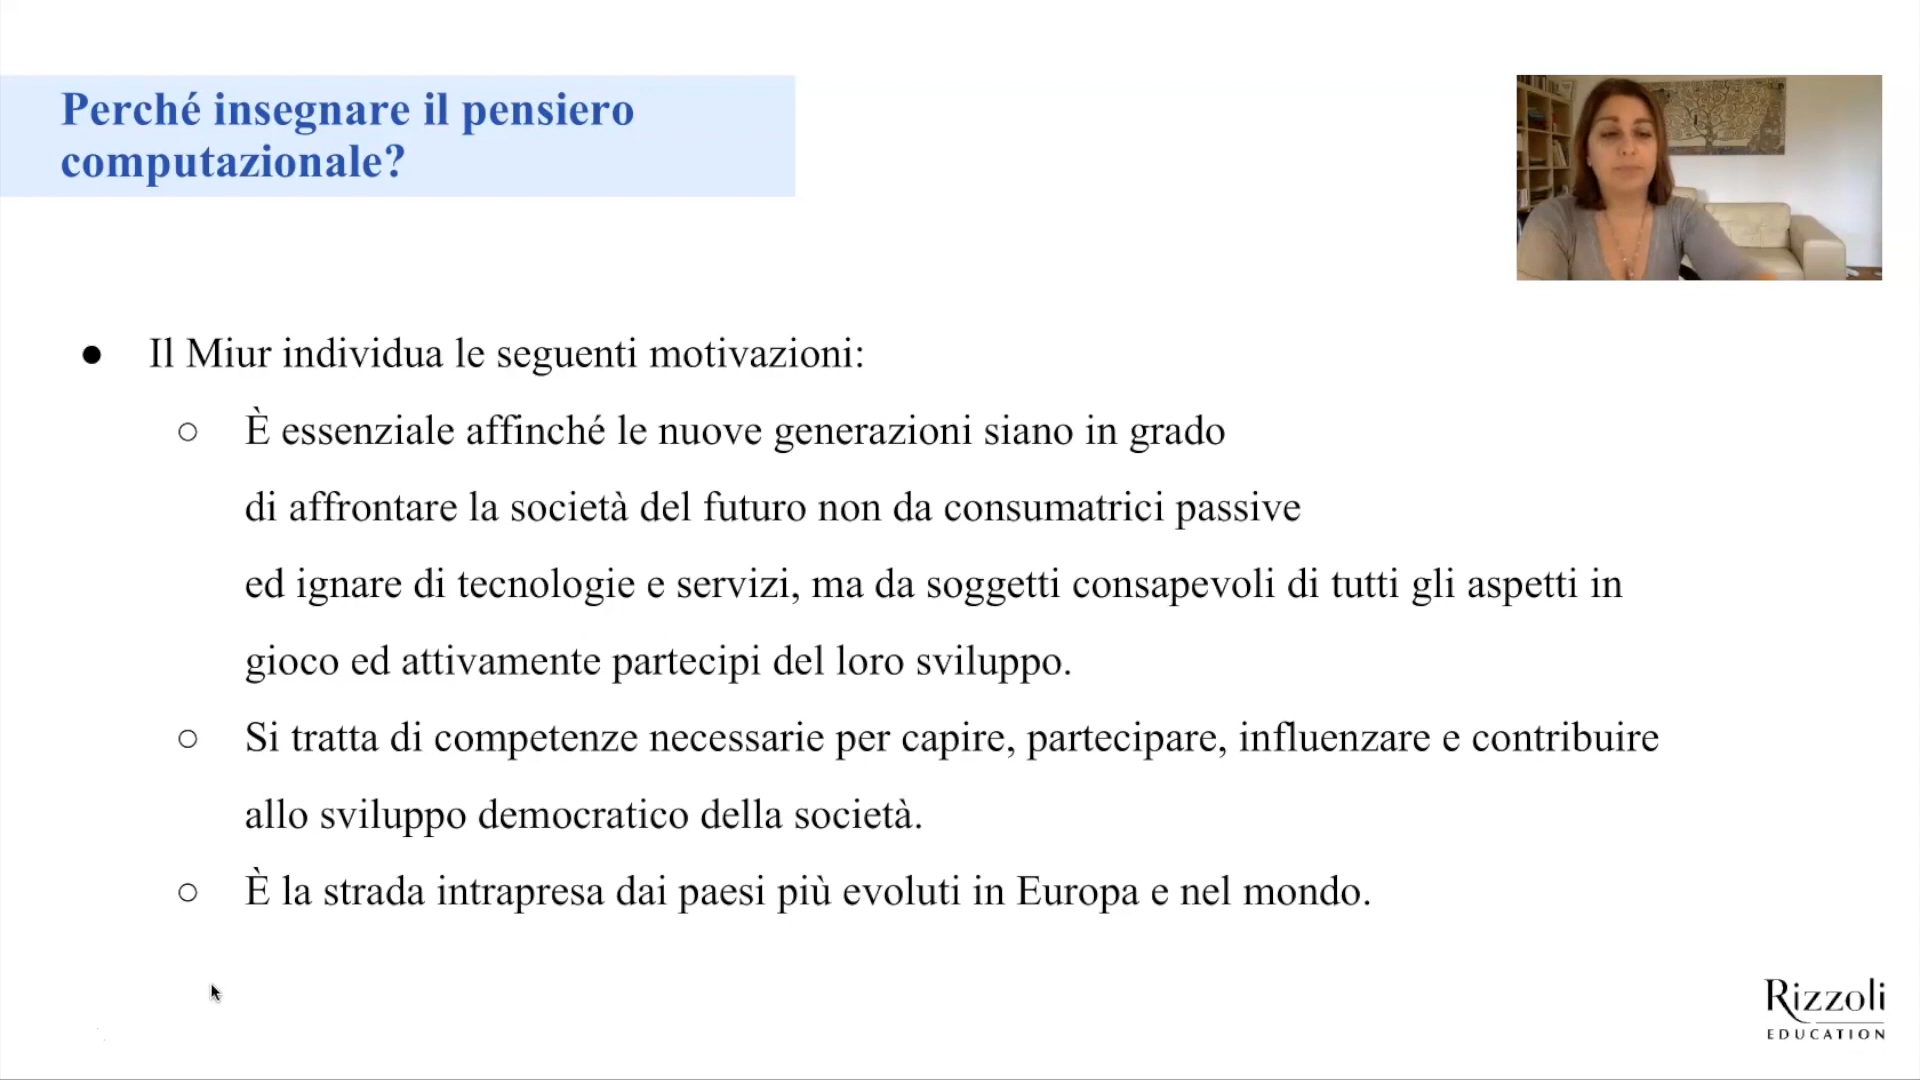 Perché insegnare il pensiero
computazionale?
● Il Miur individua le seguenti motivazioni:
○ È essenziale affinché le nuove generazioni siano in grado
di affrontare la società del futuro non da consumatrici passive
ed ignare di tecnologie e servizi, ma da soggetti consapevoli di tutti gli aspetti in
gioco ed attivamente partecipi del loro sviluppo.
○ Si tratta di competenze necessarie per capire, partecipare, influenzare e contribuire
allo sviluppo democratico della società.
○ È la strada intrapresa dai paesi più evoluti in Europa e nel mondo.
Rizzoli
EDUCATION